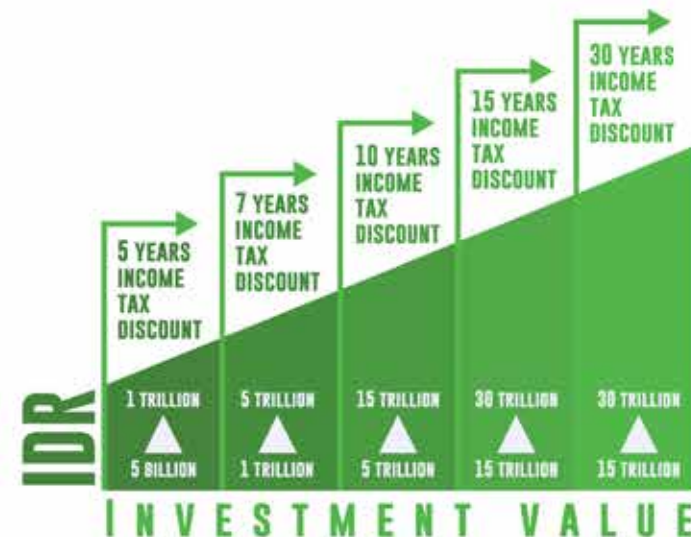 30 YEARS
INCOME
TAX
DISCOUNT
15 YEARS
INCOME
TAX
DISCOUNT
10 YEARS
INCOME
TAX
DISCOUNT
7 YEARS
INCOME
TAX
DISCOUNT
5 YEARS
INCOME
TAX
DISCOUNT
IDR
1 TRILLION
5 TRILLION
15 TRILLION
30 TRILLION
30 TRILLION
5 BILLION
1 TRILLION
5 TRILLION
15 TRILLION
15 TRILLION
INVESTMENT VALUE